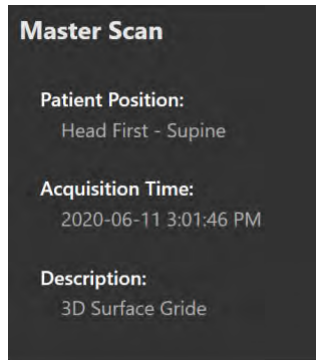 Master Scan
Patient Position:
Head First - Supine
Acquisition Time:
2020-06-11 3:01:46 PM
Description:
3D Surface Gride